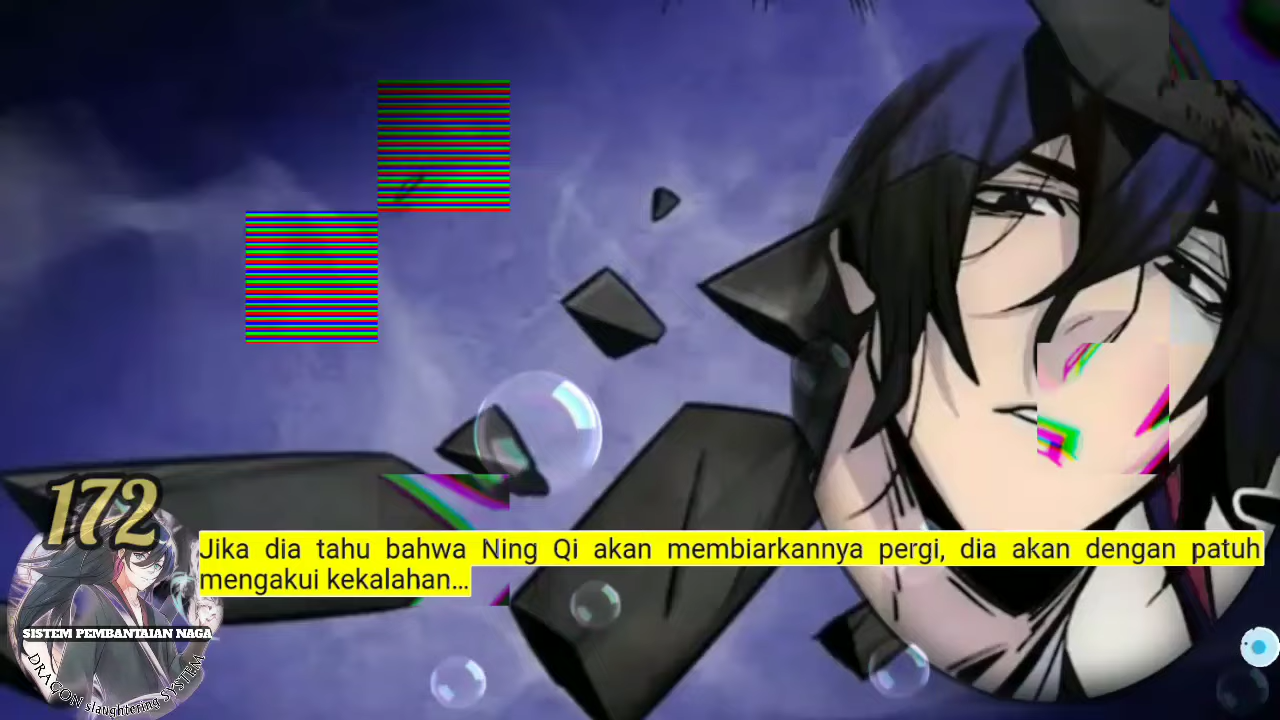 172
Jika dia tahu bahwa Ning Qi akan membiarkannya pergi, dia akan dengan patuh
mengakui kekalahan...
SISTEM PEMBANTAIAN NAGA
DRAGON slaughtering SYSTEM